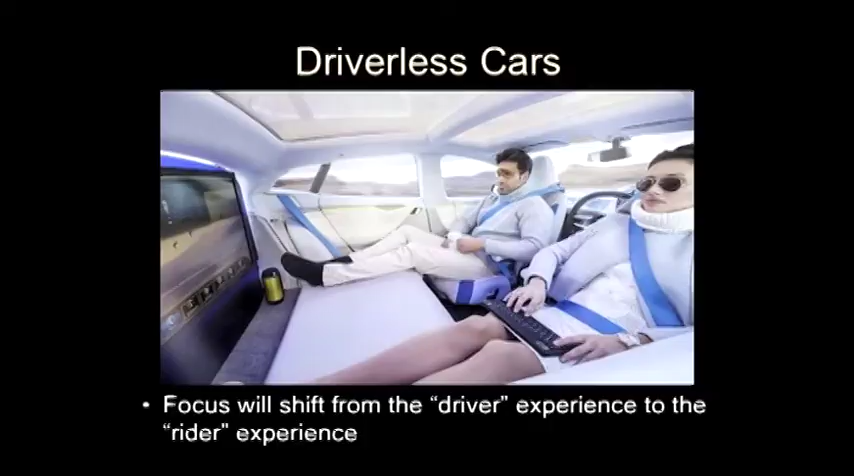 Driverless Cars
• Focus will shift from the “driver” experience to the
“rider” experience